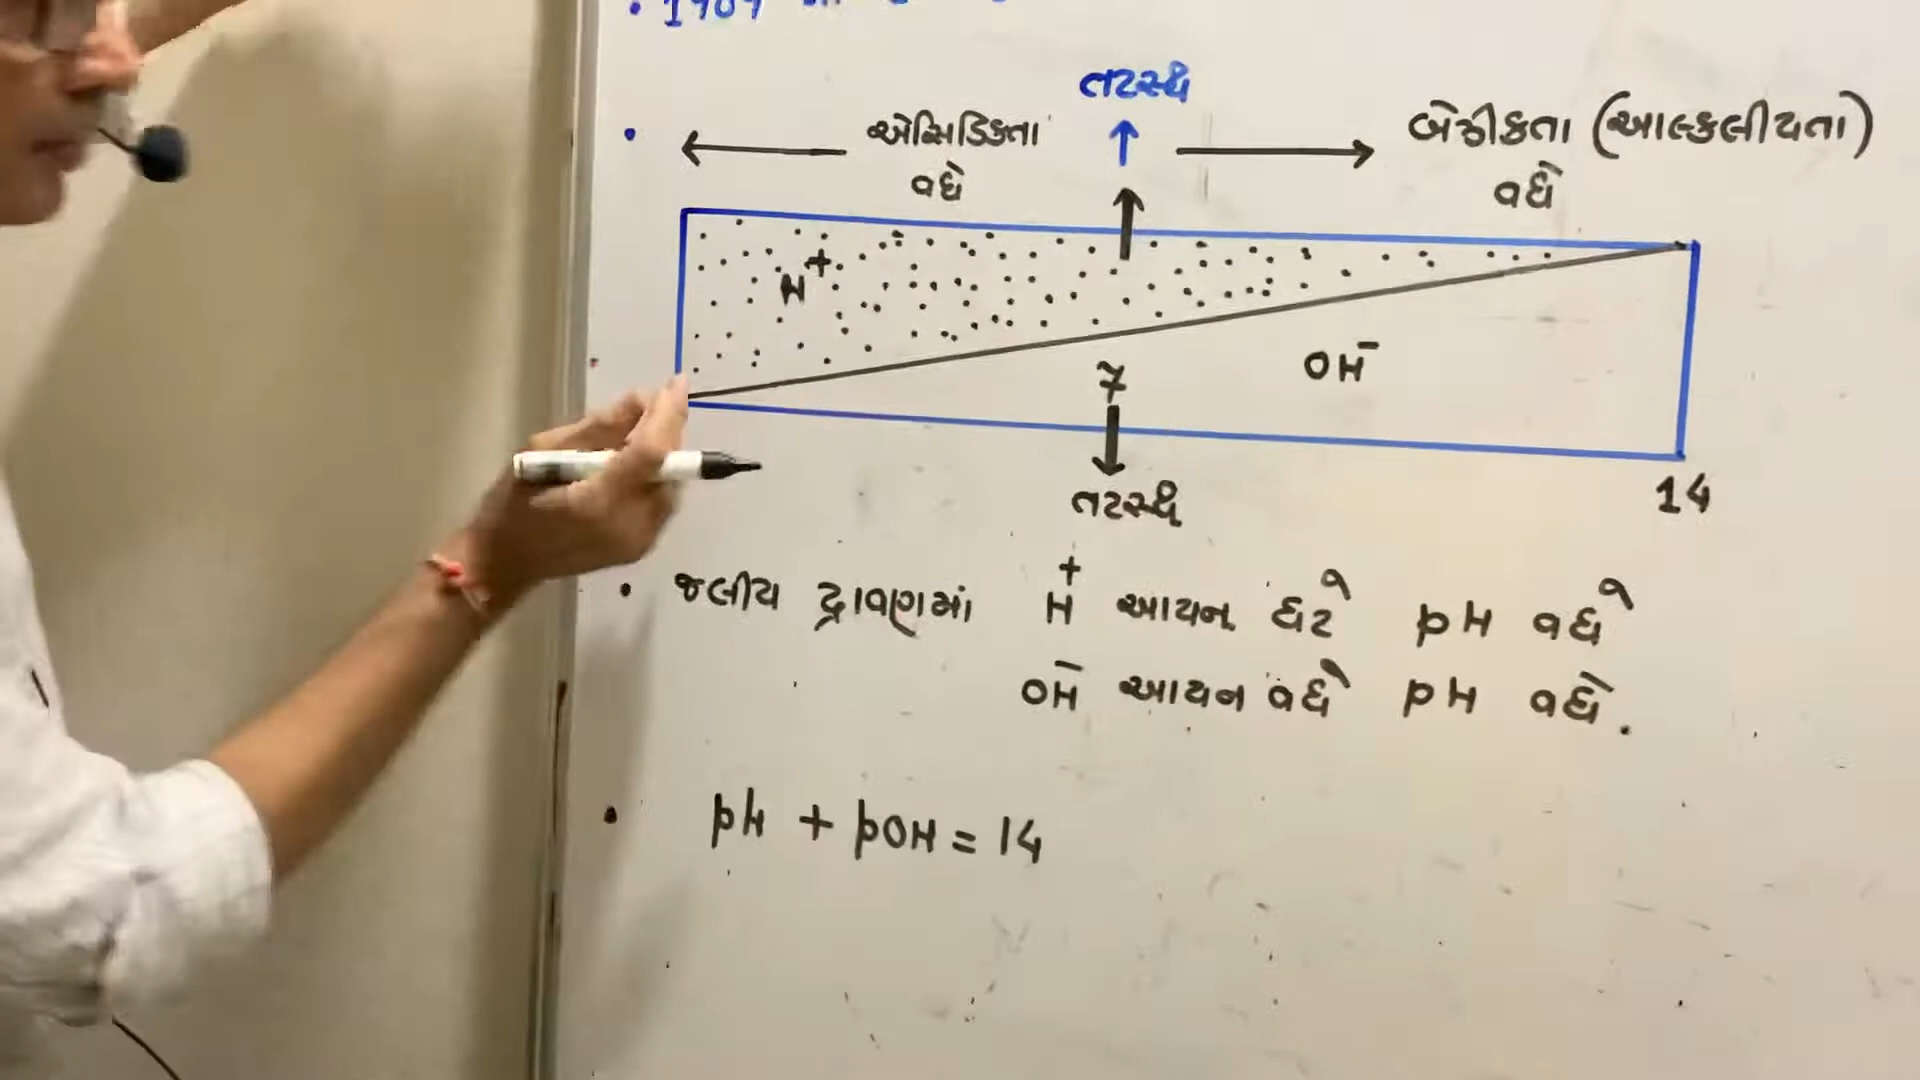 તટસ્થ
એસિડિકતા વધે
બેઝીકતા (આલ્કલીયતા) વધે
H⁺
OH⁻
7
તટસ્થ
14
• જલીય દ્રાવણમાં H⁺ આયન ઘટે pH વધે
OH⁻ આયન વધે pH વધે.
• pH + pOH = 14